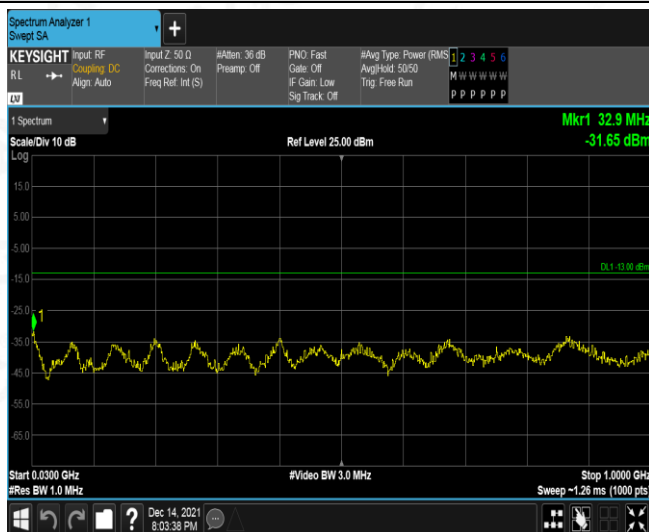 Spectrum Analyzer 1
Swept SA
+
KEYSIGHT
RL
LXI
Input: RF
Coupling: DC
Align: Auto
Input Z: 50 Ω
Corrections: On
Freq Ref: Int (S)
#Atten: 36 dB
Preamp: Off
PNO: Fast
Gate: Off
IF Gain: Low
Sig Track: Off
#Avg Type: Power (RMS
Avg|Hold: 50/50
Trig: Free Run
1 2 3 4 5 6
M W W W W W
P P P P P P
1 Spectrum
Scale/Div 10 dB
Ref Level 25.00 dBm
Mkr1 32.9 MHz
-31.65 dBm
Log
15.0
5.00
-5.00
DL1 -13.00 dBm
-15.0
-25.0
1
-35.0
-45.0
-55.0
-65.0
Start 0.0300 GHz
#Video BW 3.0 MHz
Stop 1.0000 GHz
#Res BW 1.0 MHz
Sweep ~1.26 ms (1000 pts)
?
Dec 14, 2021
8:03:38 PM